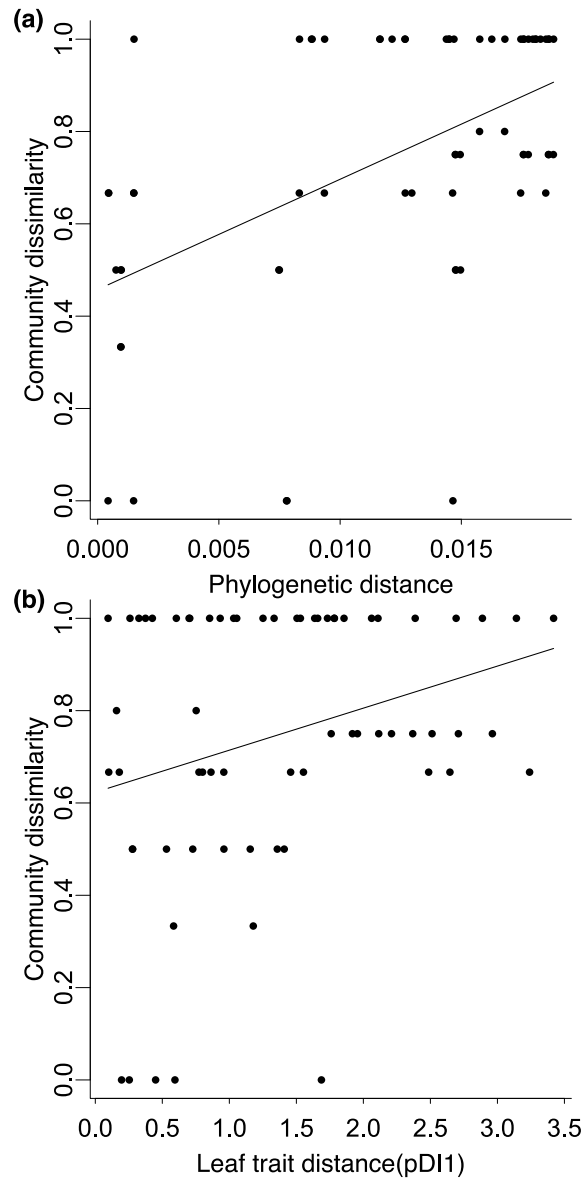 (a)
Community dissimilarity
0.0 0.2 0.4 0.6 0.8 1.0
0.000 0.005 0.010 0.015
Phylogenetic distance
(b)
Community dissimilarity
0.0 0.2 0.4 0.6 0.8 1.0
0.0 0.5 1.0 1.5 2.0 2.5 3.0 3.5
Leaf trait distance(pDI1)